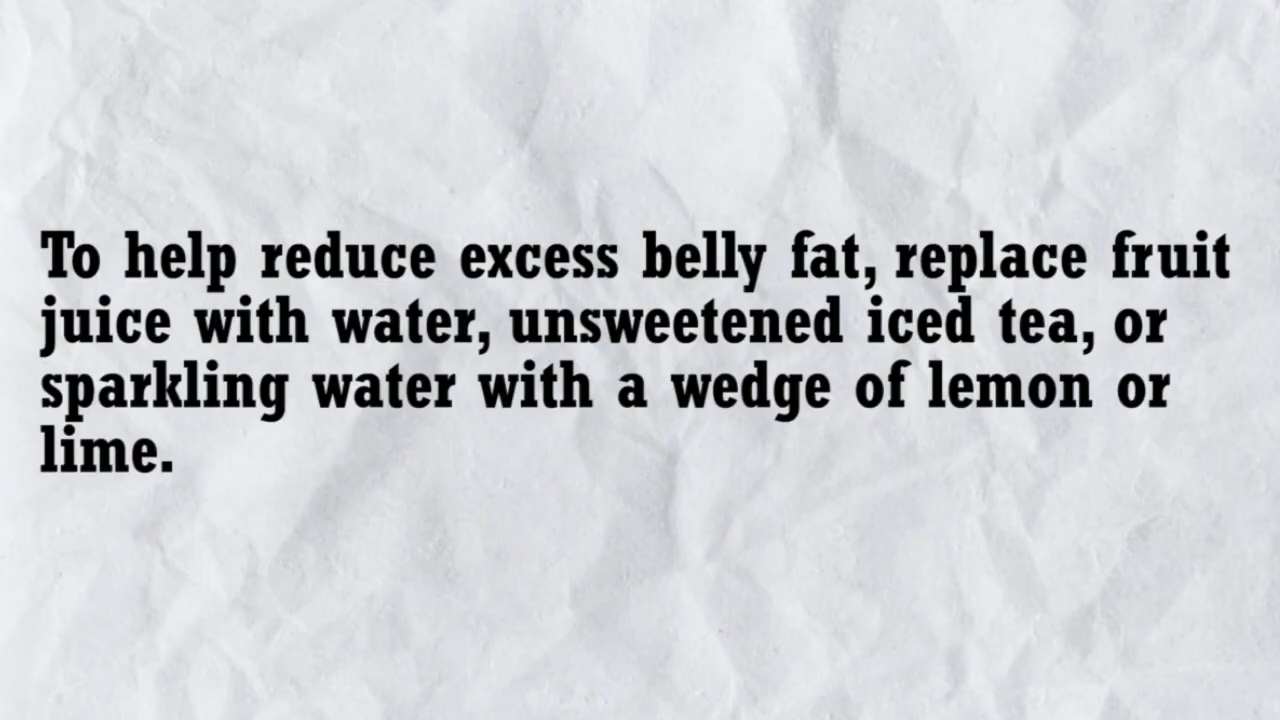 To help reduce excess belly fat, replace fruit
juice with water, unsweetened iced tea, or
sparkling water with a wedge of lemon or
lime.